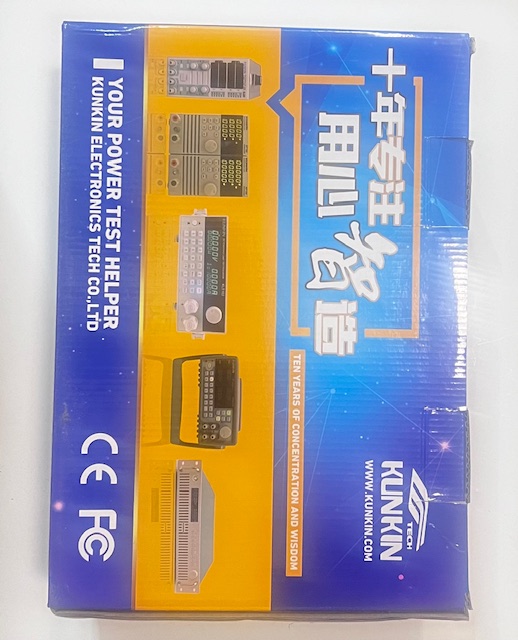 十年专注
用心智造
TEN YEARS OF CONCENTRATION AND WISDOM
KUNKIN
TECH
WWW.KUNKIN.COM
YOUR POWER TEST HELPER
KUNKIN ELECTRONICS TECH CO.,LTD
CE FC